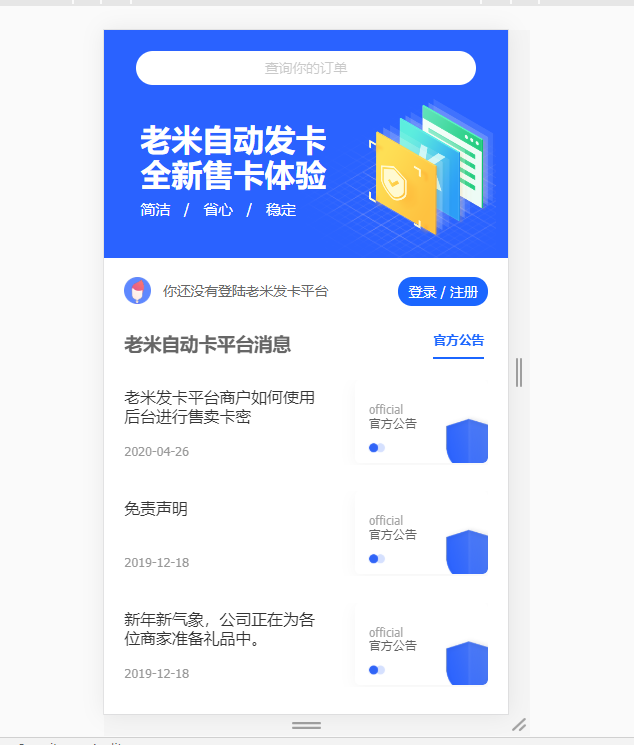 查询你的订单
老米自动发卡
全新售卡体验
简洁 / 省心 / 稳定
你还没有登陆老米发卡平台
登录 / 注册
老米自动卡平台消息
官方公告
老米发卡平台商户如何使用
后台进行售卖卡密
2020-04-26
official
官方公告
免责声明
2019-12-18
official
官方公告
新年新气象，公司正在为各
位商家准备礼品中。
2019-12-18
official
官方公告